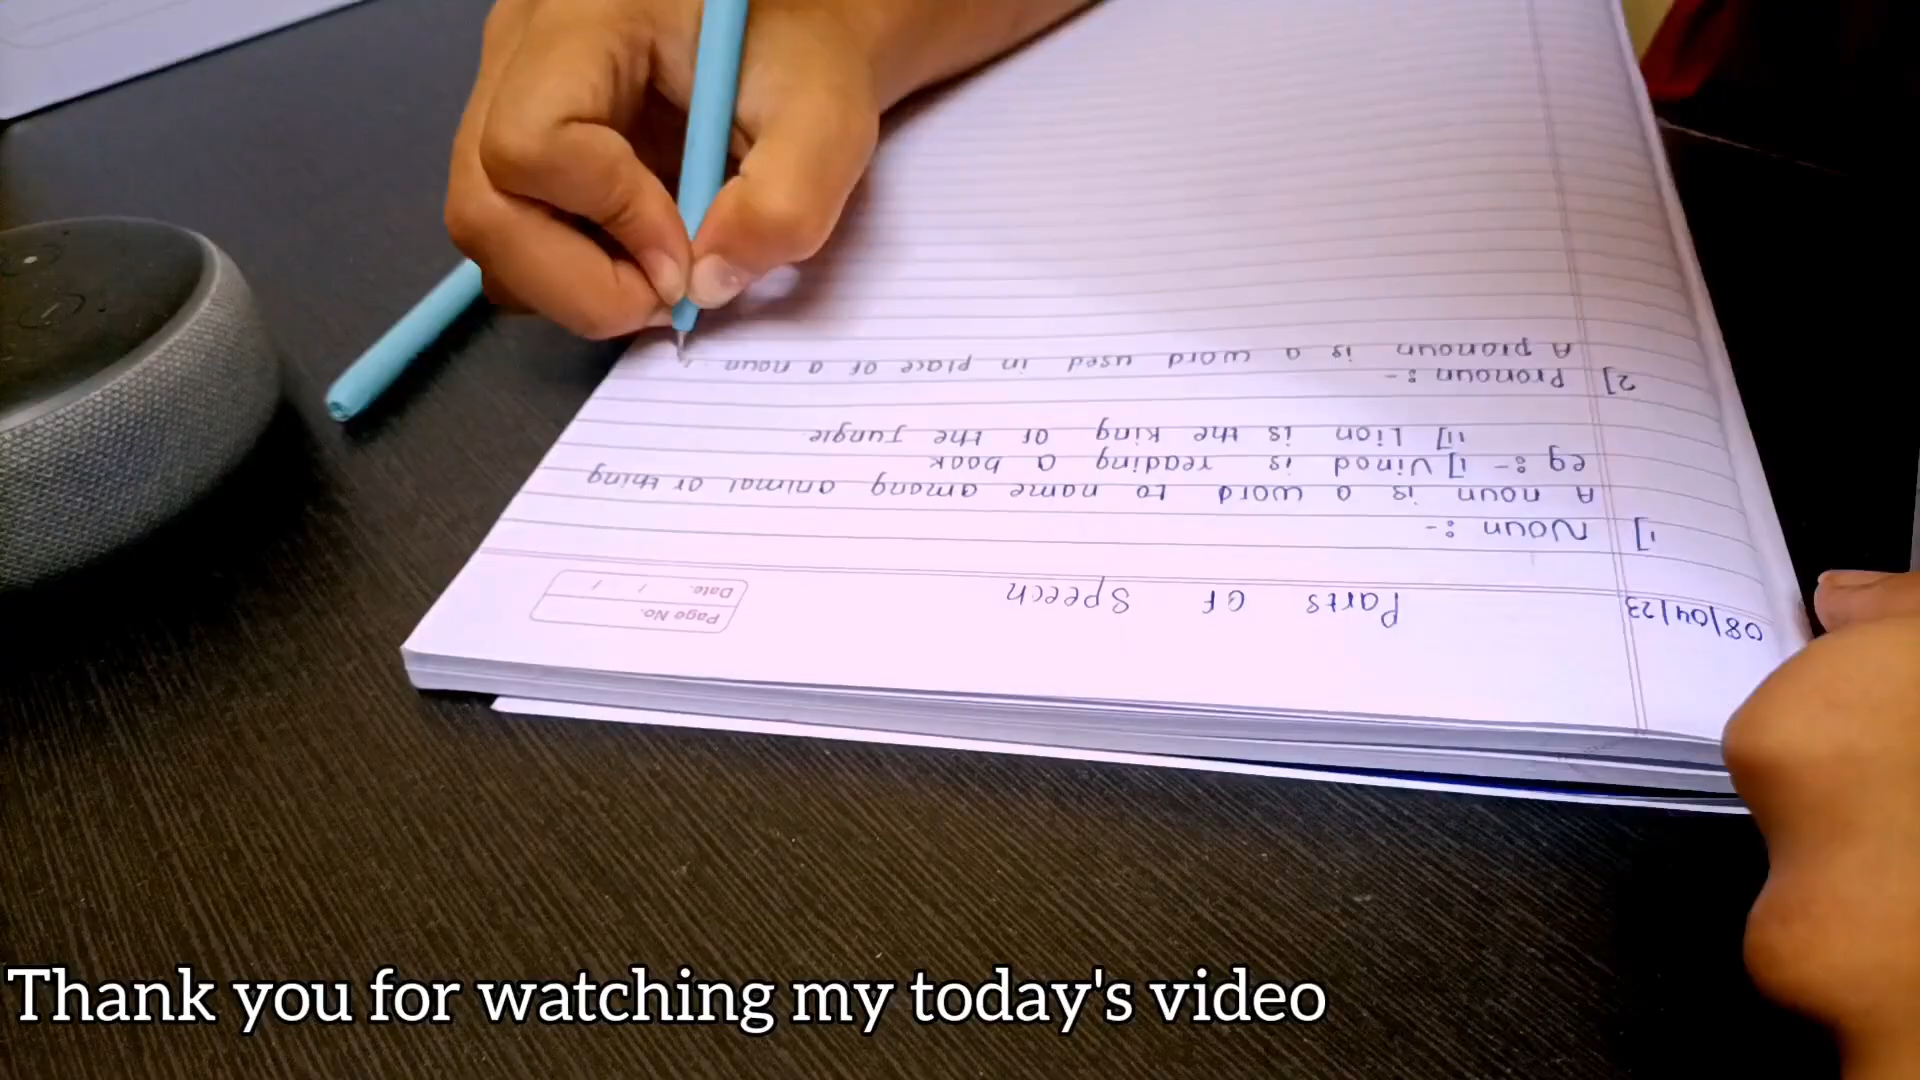 08/04/23
Parts Of Speech
Page No.
Date. / /
1] Noun :-
A noun is a word to name among animal or thing
eg :- i] Vinod is reading a book
ii] Lion is the king of the Jungle.
2] Pronoun :-
A pronoun is a word used in place of a noun
Thank you for watching my today's video